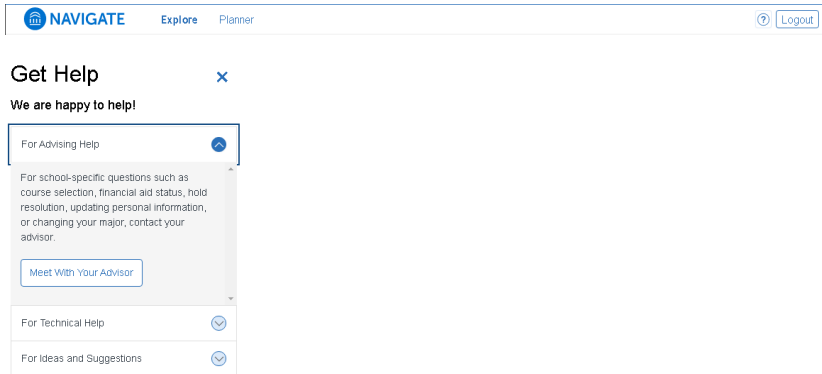 NAVIGATE Explore Planner ? Logout
Get Help
We are happy to help!
For Advising Help
For school-specific questions such as
course selection, financial aid status, hold
resolution, updating personal information,
or changing your major, contact your
advisor.
Meet With Your Advisor
For Technical Help
For Ideas and Suggestions